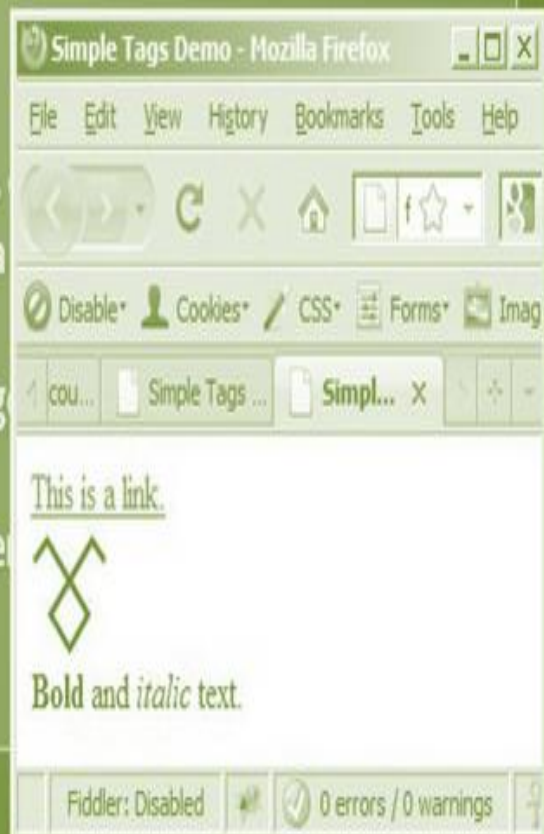 Simple Tags Demo - Mozilla Firefox
File Edit View History Bookmarks Tools Help
f
Disable Cookies CSS Forms Imag
cou... Simple Tags ... Simpl...
This is a link.
Bold and italic text.
Fiddler: Disabled 0 errors / 0 warnings